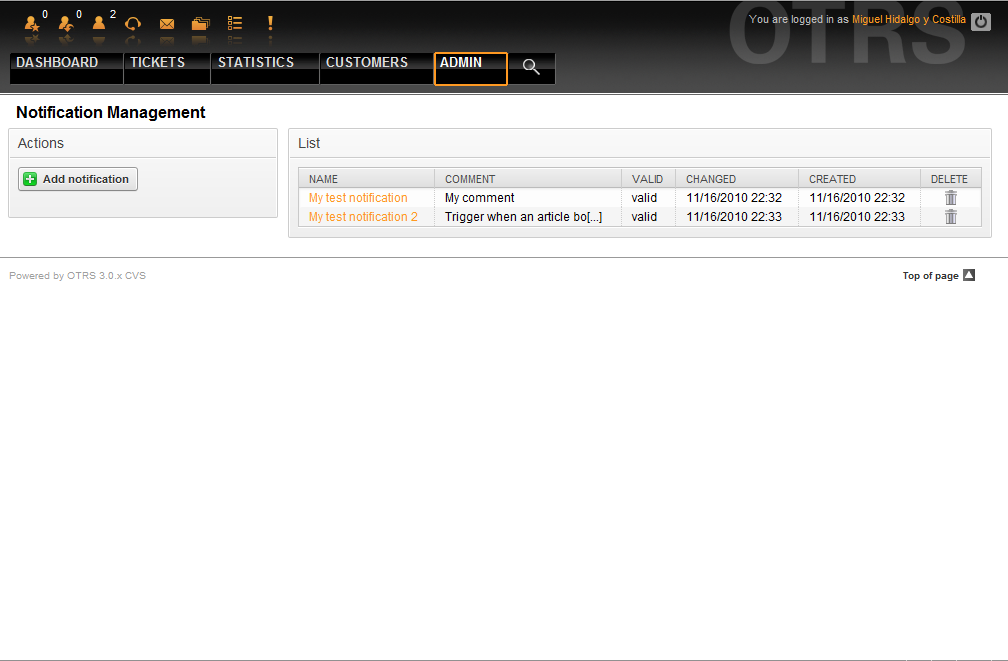 0 0 2
You are logged in as Miguel Hidalgo y Costilla
OTRS
DASHBOARD TICKETS STATISTICS CUSTOMERS ADMIN
Notification Management
Actions
Add notification
List
NAME COMMENT VALID CHANGED CREATED DELETE
My test notification My comment valid 11/16/2010 22:32 11/16/2010 22:32
My test notification 2 Trigger when an article bo[...] valid 11/16/2010 22:33 11/16/2010 22:33
Powered by OTRS 3.0.x CVS
Top of page